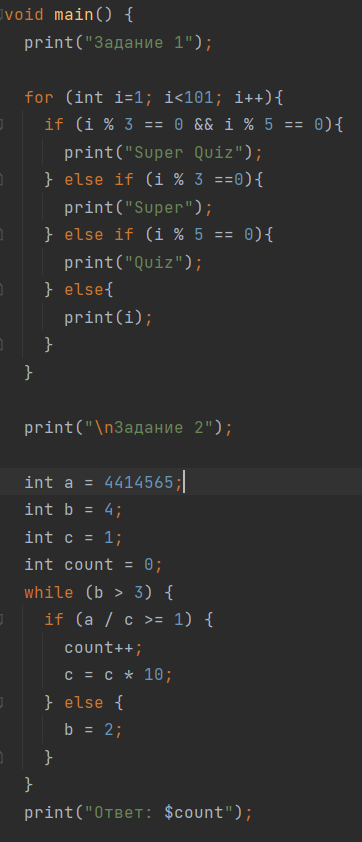 void main() {
print("Задание 1");
for (int i=1; i<101; i++){
if (i % 3 == 0 && i % 5 == 0){
print("Super Quiz");
} else if (i % 3 ==0){
print("Super");
} else if (i % 5 == 0){
print("Quiz");
} else{
print(i);
}
}
print("\nЗадание 2");
int a = 4414565;
int b = 4;
int c = 1;
int count = 0;
while (b > 3) {
if (a / c >= 1) {
count++;
c = c * 10;
} else {
b = 2;
}
}
print("Ответ: $count");